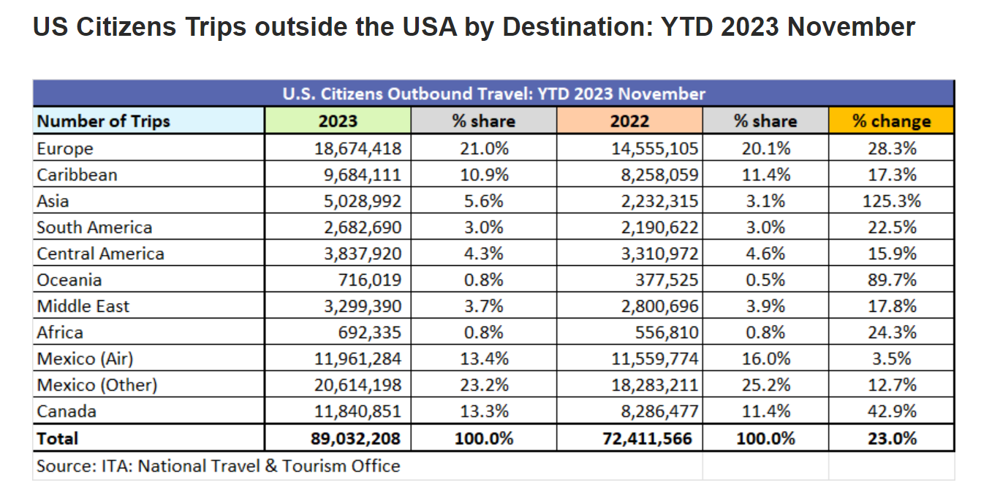 US Citizens Trips outside the USA by Destination: YTD 2023 November
U.S. Citizens Outbound Travel: YTD 2023 November
Number of Trips 2023 % share 2022 % share % change
Europe 18,674,418 21.0% 14,555,105 20.1% 28.3%
Caribbean 9,684,111 10.9% 8,258,059 11.4% 17.3%
Asia 5,028,992 5.6% 2,232,315 3.1% 125.3%
South America 2,682,690 3.0% 2,190,622 3.0% 22.5%
Central America 3,837,920 4.3% 3,310,972 4.6% 15.9%
Oceania 716,019 0.8% 377,525 0.5% 89.7%
Middle East 3,299,390 3.7% 2,800,696 3.9% 17.8%
Africa 692,335 0.8% 556,810 0.8% 24.3%
Mexico (Air) 11,961,284 13.4% 11,559,774 16.0% 3.5%
Mexico (Other) 20,614,198 23.2% 18,283,211 25.2% 12.7%
Canada 11,840,851 13.3% 8,286,477 11.4% 42.9%
Total 89,032,208 100.0% 72,411,566 100.0% 23.0%
Source: ITA: National Travel & Tourism Office